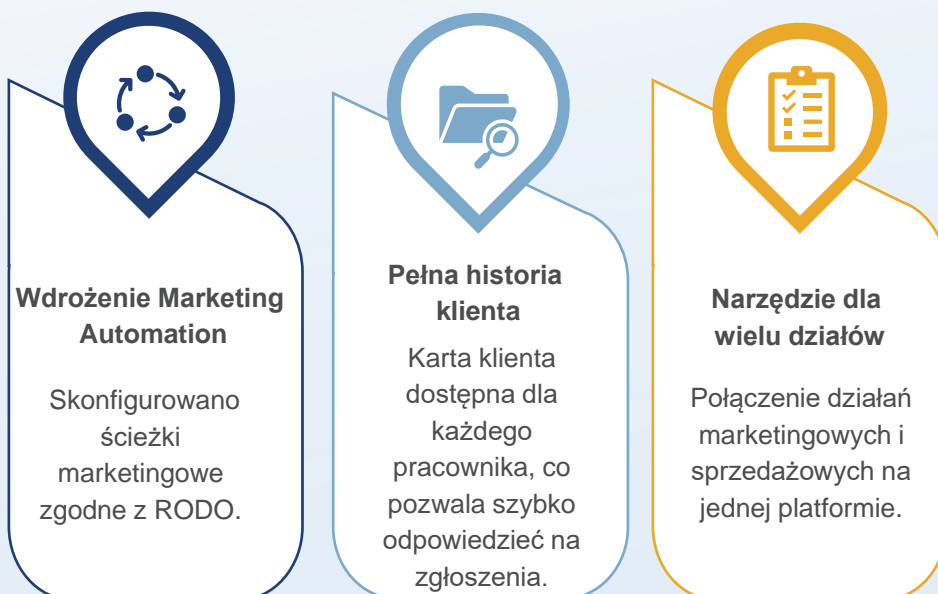 Wdrożenie Marketing
Automation
Skonfigurowano
ścieżki
marketingowe
zgodne z RODO.
Pełna historia
klienta
Karta klienta
dostępna dla
każdego
pracownika, co
pozwala szybko
odpowiedzieć na
zgłoszenia.
Narzędzie dla
wielu działów
Połączenie działań
marketingowych i
sprzedażowych na
jednej platformie.